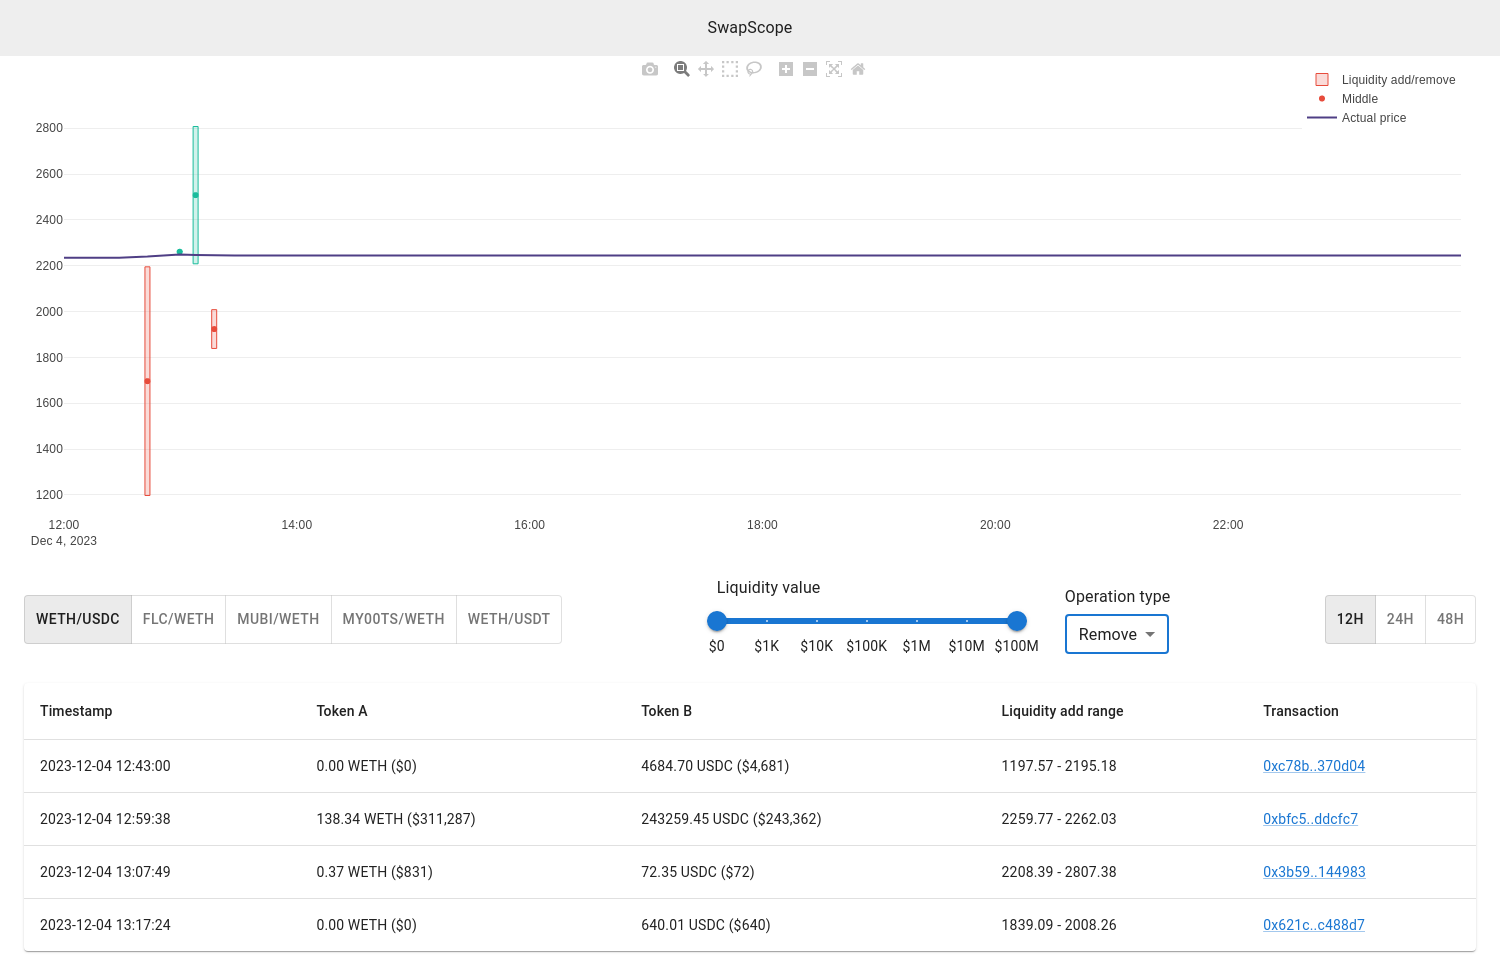 SwapScope
Liquidity add/remove
Middle
Actual price
2800
2600
2400
2200
2000
1800
1600
1400
1200
12:00 14:00 16:00 18:00 20:00 22:00
Dec 4, 2023
WETH/USDC FLC/WETH MUBI/WETH MY00TS/WETH WETH/USDT
Liquidity value
$0 $1K $10K $100K $1M $10M $100M
Operation type
Remove
12H 24H 48H
Timestamp Token A Token B Liquidity add range Transaction
2023-12-04 12:43:00 0.00 WETH ($0) 4684.70 USDC ($4,681) 1197.57 - 2195.18 0xc78b..370d04
2023-12-04 12:59:38 138.34 WETH ($311,287) 243259.45 USDC ($243,362) 2259.77 - 2262.03 0xbfc5..ddcfc7
2023-12-04 13:07:49 0.37 WETH ($831) 72.35 USDC ($72) 2208.39 - 2807.38 0x3b59..144983
2023-12-04 13:17:24 0.00 WETH ($0) 640.01 USDC ($640) 1839.09 - 2008.26 0x621c..c488d7